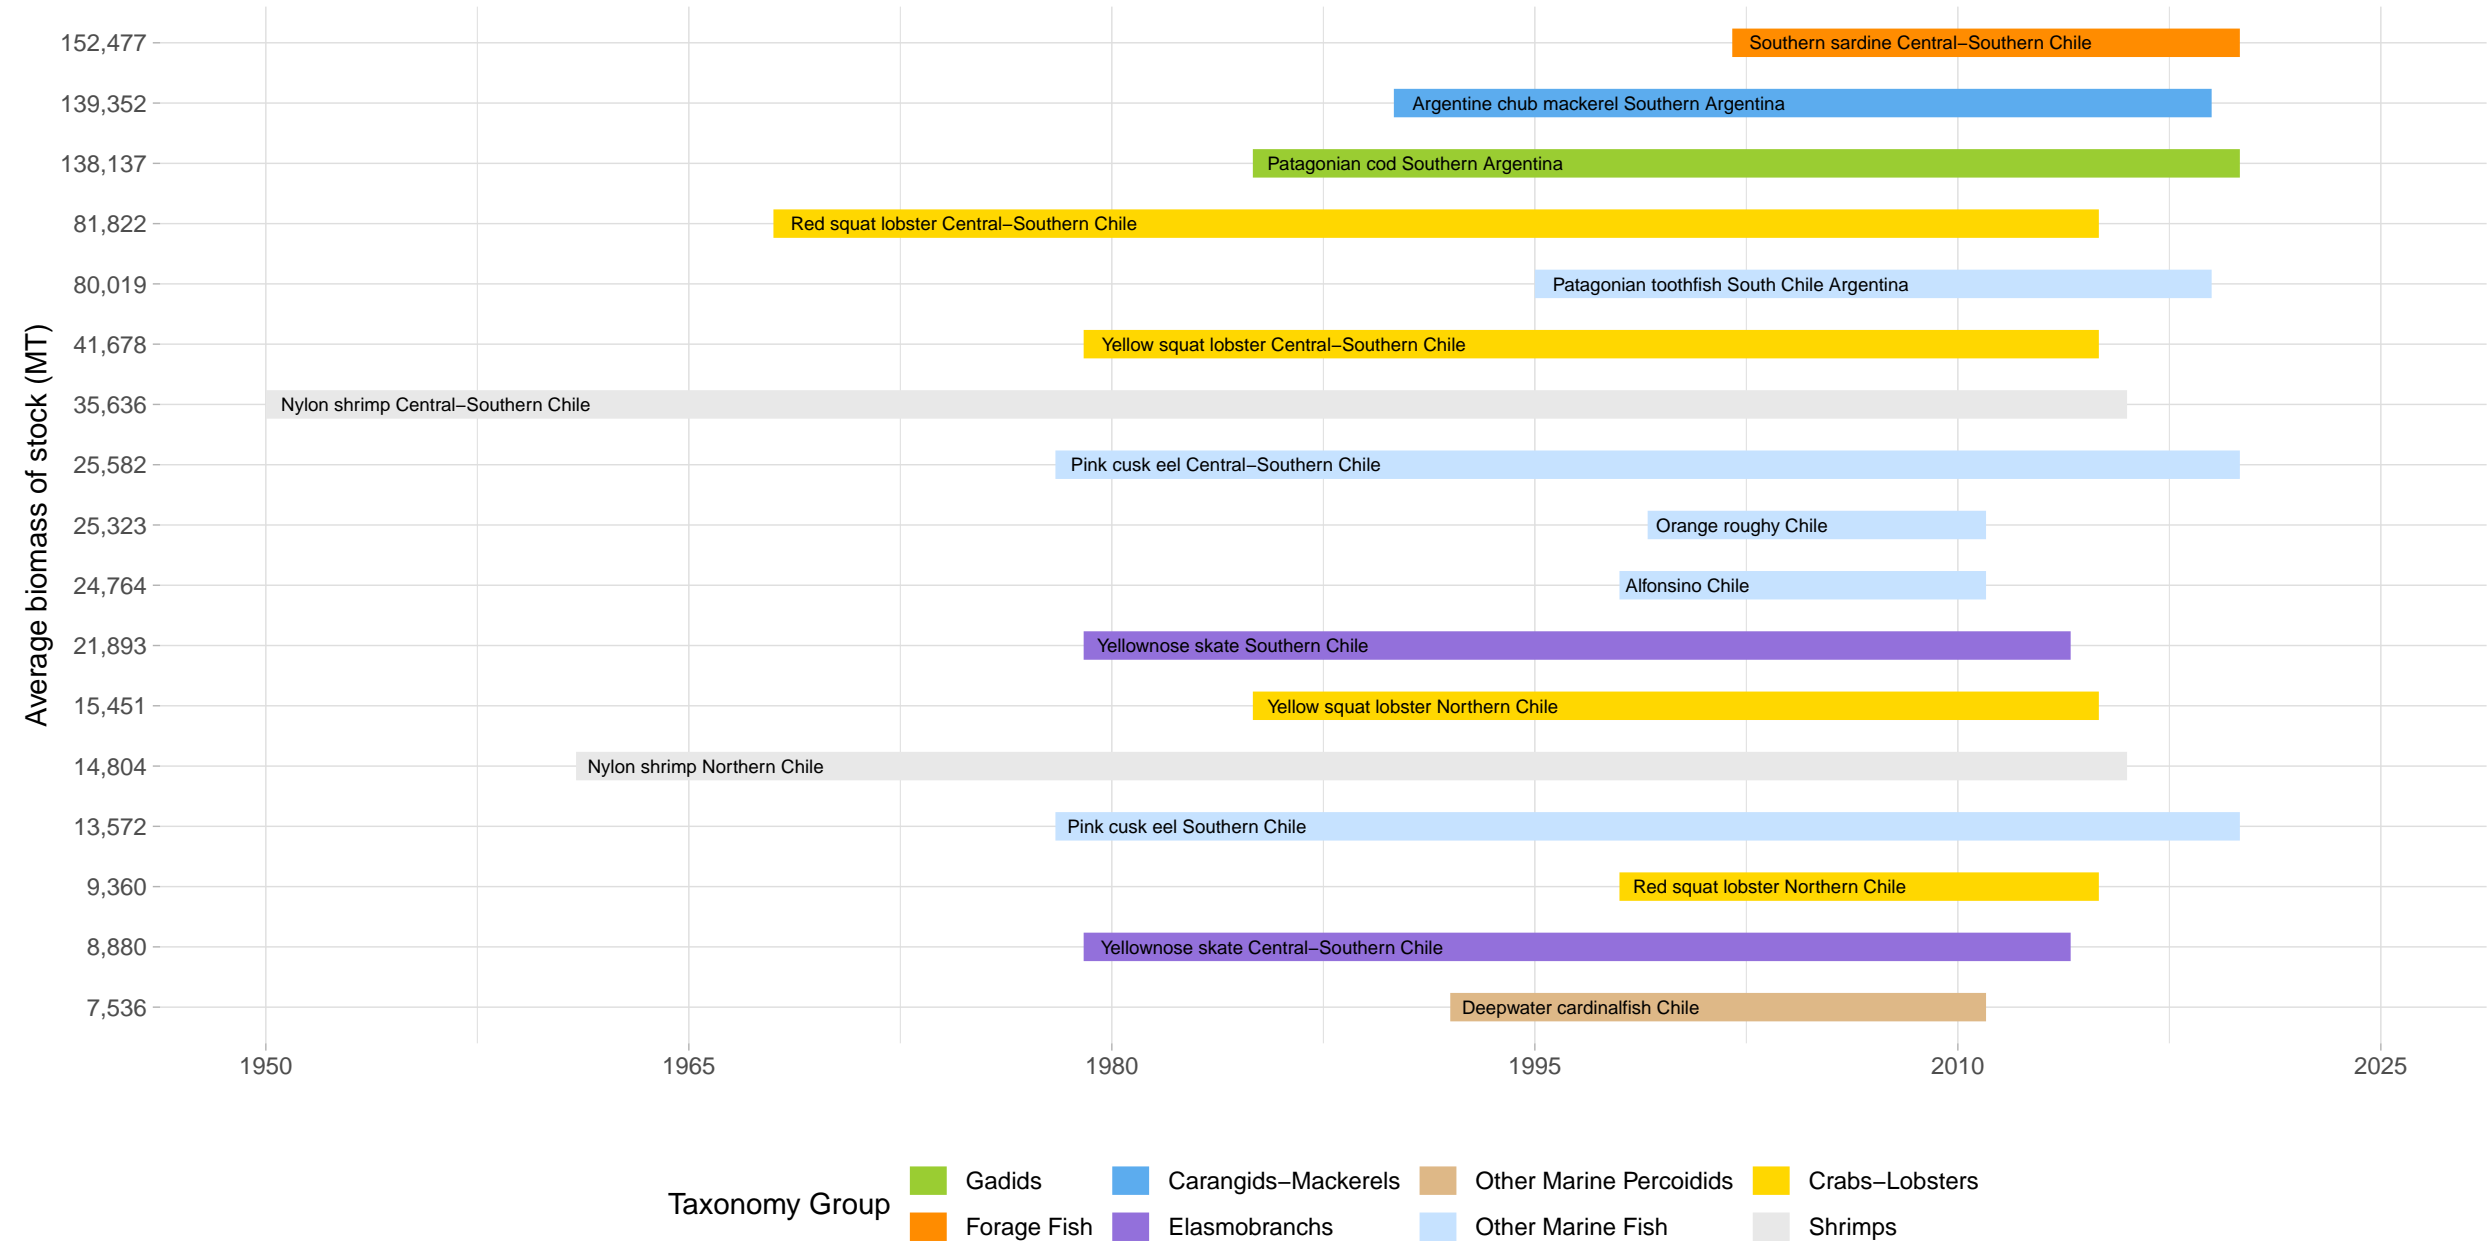 152,477 Southern sardine Central–Southern Chile
139,352 Argentine chub mackerel Southern Argentina
138,137 Patagonian cod Southern Argentina
81,822 Red squat lobster Central–Southern Chile
80,019 Patagonian toothfish South Chile Argentina
41,678 Yellow squat lobster Central–Southern Chile
35,636 Nylon shrimp Central–Southern Chile
25,582 Pink cusk eel Central–Southern Chile
25,323 Orange roughy Chile
24,764 Alfonsino Chile
21,893 Yellownose skate Southern Chile
15,451 Yellow squat lobster Northern Chile
14,804 Nylon shrimp Northern Chile
13,572 Pink cusk eel Southern Chile
9,360 Red squat lobster Northern Chile
8,880 Yellownose skate Central–Southern Chile
7,536 Deepwater cardinalfish Chile
Average biomass of stock (MT)
1950 1965 1980 1995 2010 2025
Taxonomy Group
Gadids Carangids–Mackerels Other Marine Percoidids Crabs–Lobsters
Forage Fish Elasmobranchs Other Marine Fish Shrimps